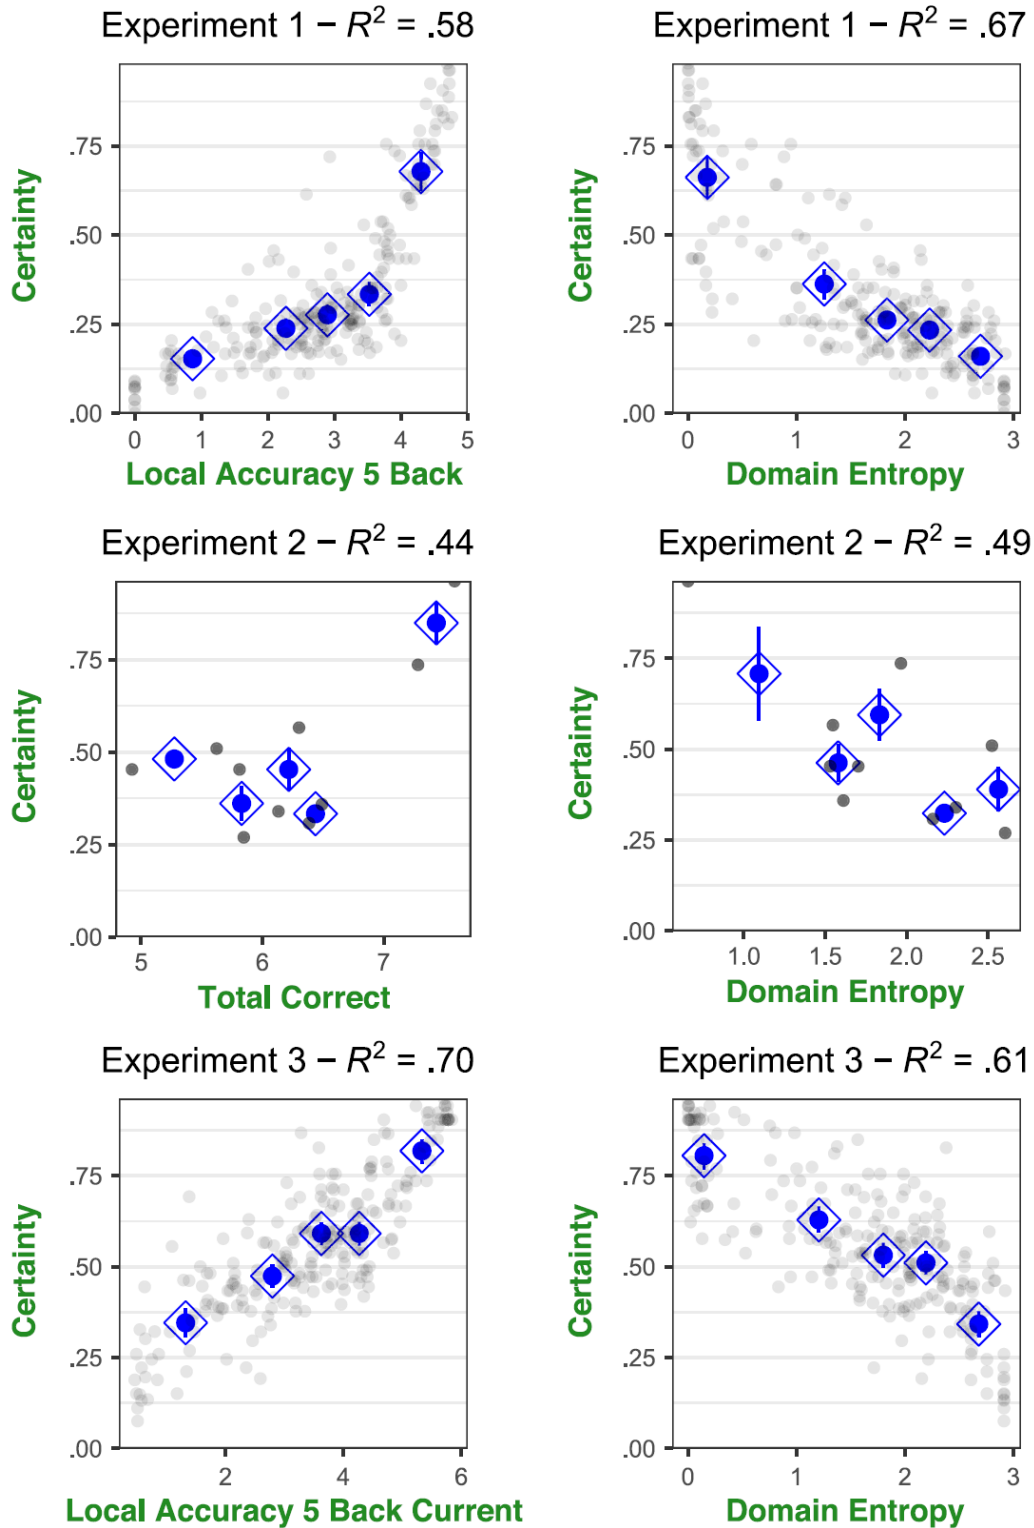 Experiment 1 − R² = .58
Certainty
.75
.50
.25
.00
0 1 2 3 4 5
Local Accuracy 5 Back
Experiment 1 − R² = .67
Certainty
.75
.50
.25
.00
0 1 2 3
Domain Entropy
Experiment 2 − R² = .44
Certainty
.75
.50
.25
.00
5 6 7
Total Correct
Experiment 2 − R² = .49
Certainty
.75
.50
.25
.00
1.0 1.5 2.0 2.5
Domain Entropy
Experiment 3 − R² = .70
Certainty
.75
.50
.25
.00
2 4 6
Local Accuracy 5 Back Current
Experiment 3 − R² = .61
Certainty
.75
.50
.25
.00
0 1 2 3
Domain Entropy